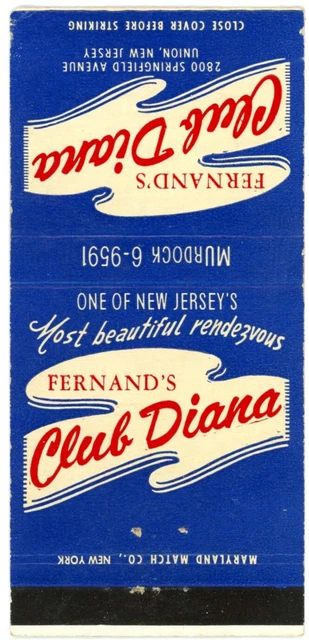 CLOSE COVER BEFORE STRIKING
2800 SPRINGFIELD AVENUE
UNION, NEW JERSEY
FERNAND'S
Club Diana
MURDOCK 6-9591
ONE OF NEW JERSEY'S
Most beautiful rendezvous
FERNAND'S
Club Diana
MARYLAND MATCH CO., NEW YORK